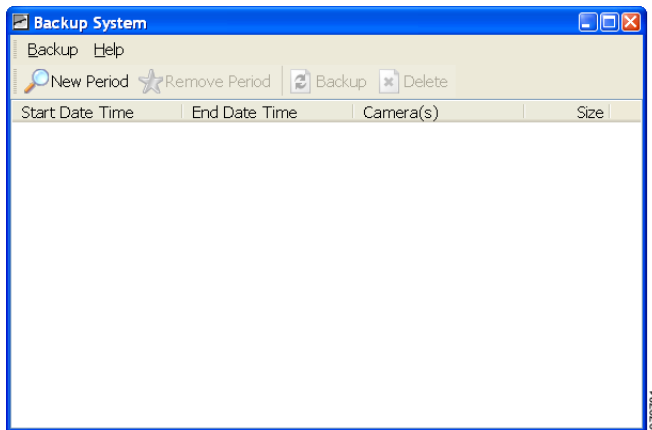 Backup System
Backup Help
New Period Remove Period Backup Delete
Start Date Time End Date Time Camera(s) Size